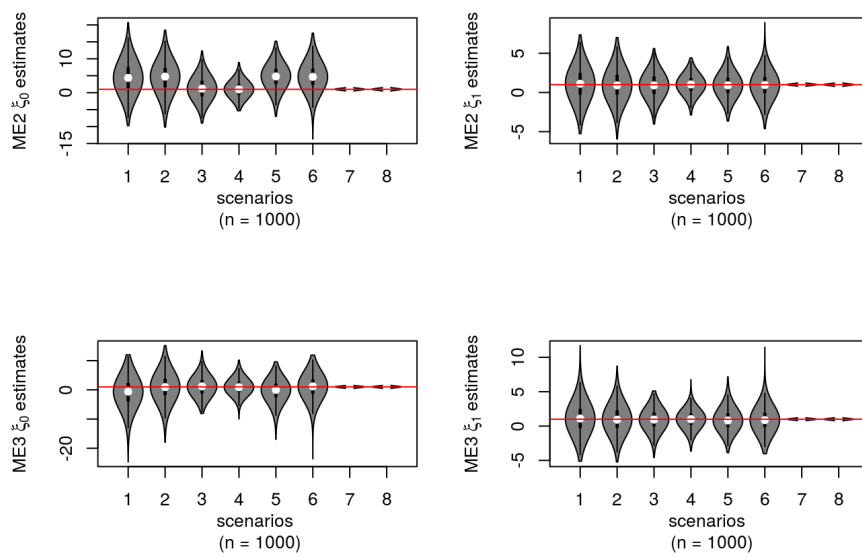 ME2 ξ0 estimates
10
0
-15
1 2 3 4 5 6 7 8
scenarios
(n = 1000)
ME2 ξ1 estimates
5
0
-5
1 2 3 4 5 6 7 8
scenarios
(n = 1000)
ME3 ξ0 estimates
0
-20
1 2 3 4 5 6 7 8
scenarios
(n = 1000)
ME3 ξ1 estimates
10
5
0
-5
1 2 3 4 5 6 7 8
scenarios
(n = 1000)